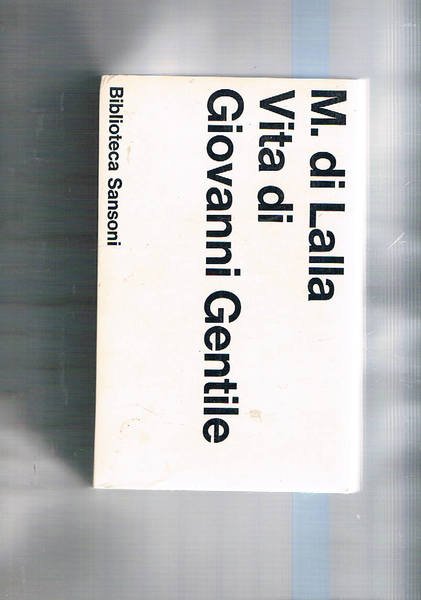 M. di Lalla
Vita di
Giovanni Gentile
Biblioteca Sansoni